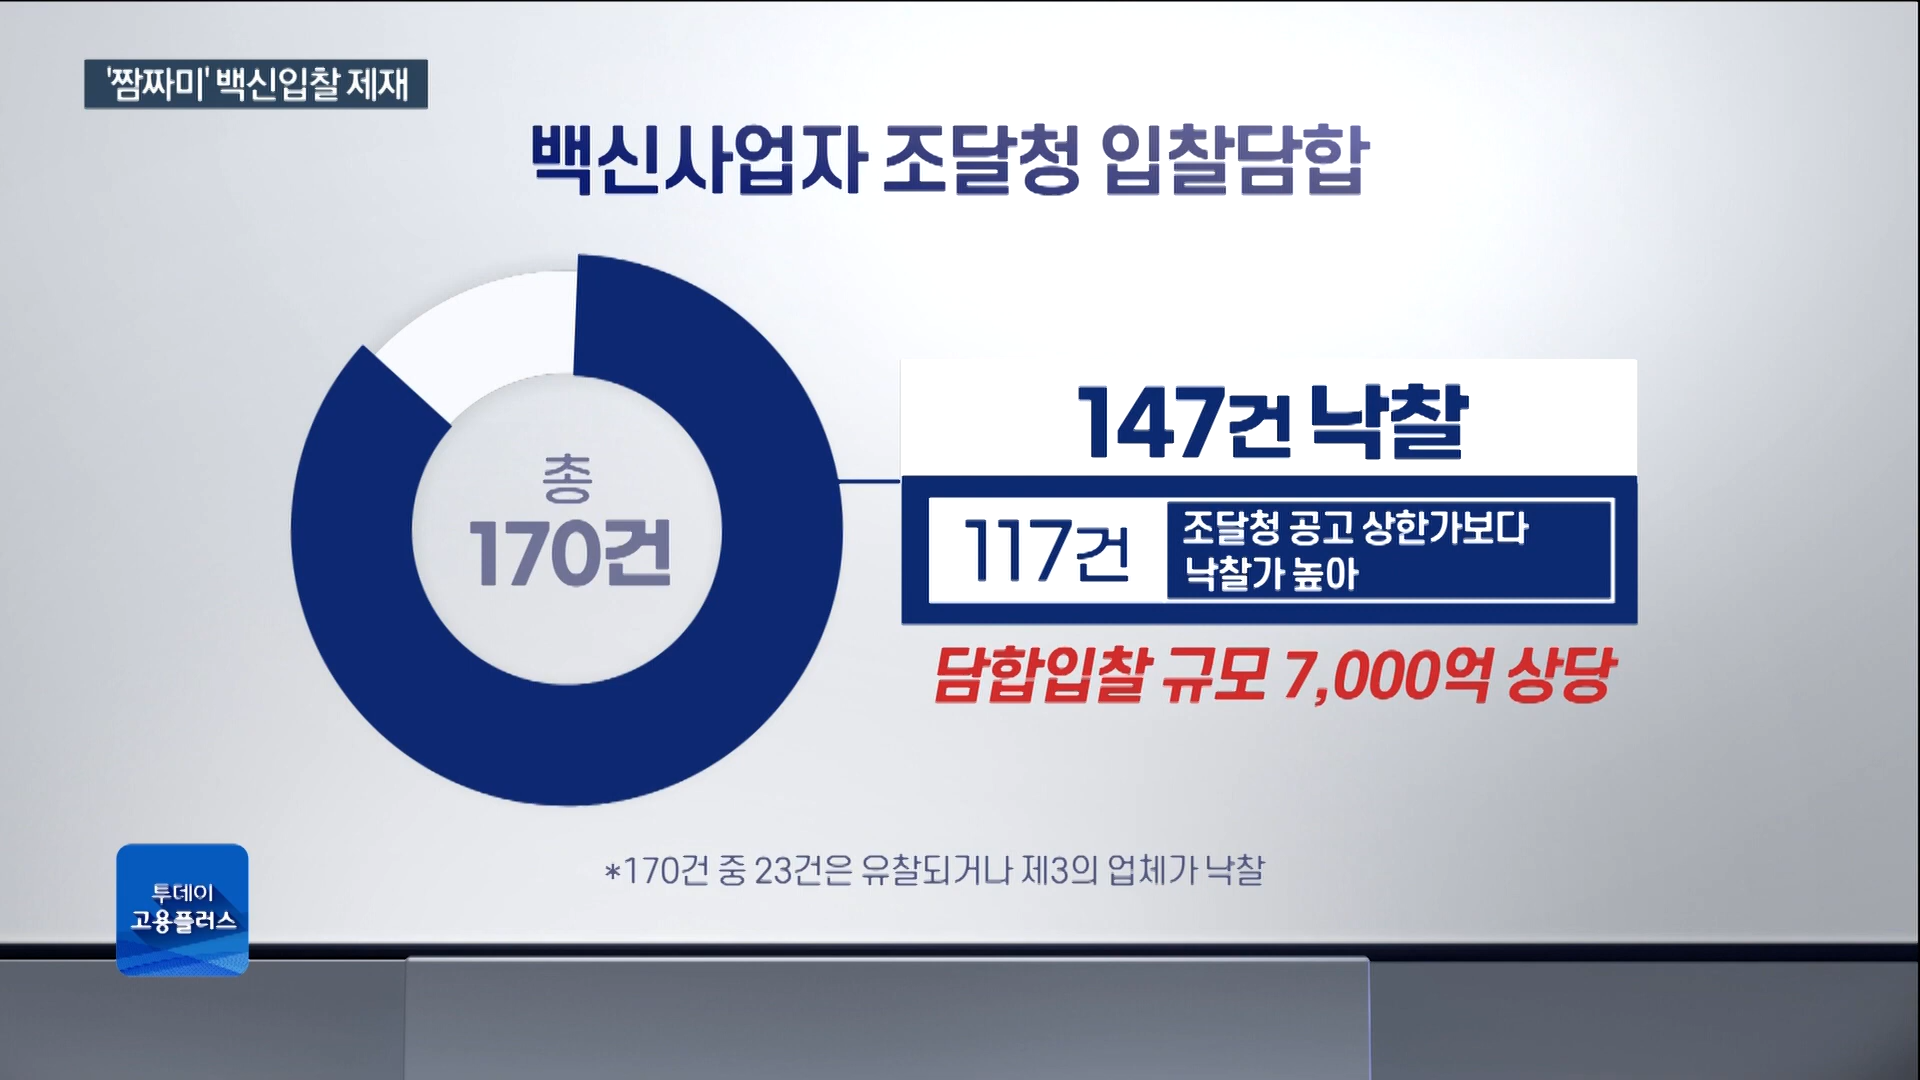 '짬짜미' 백신입찰 제재
백신사업자 조달청 입찰담합
총
170건
147건 낙찰
117건
조달청 공고 상한가보다
낙찰가 높아
담합입찰 규모 7,000억 상당
*170건 중 23건은 유찰되거나 제3의 업체가 낙찰
투데이
고용플러스